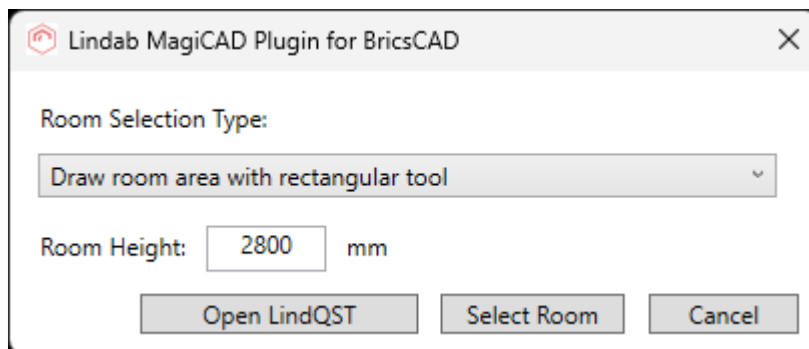 Lindab MagiCAD Plugin for BricsCAD
Room Selection Type:
Draw room area with rectangular tool
Room Height: 2800 mm
Open LindQST Select Room Cancel